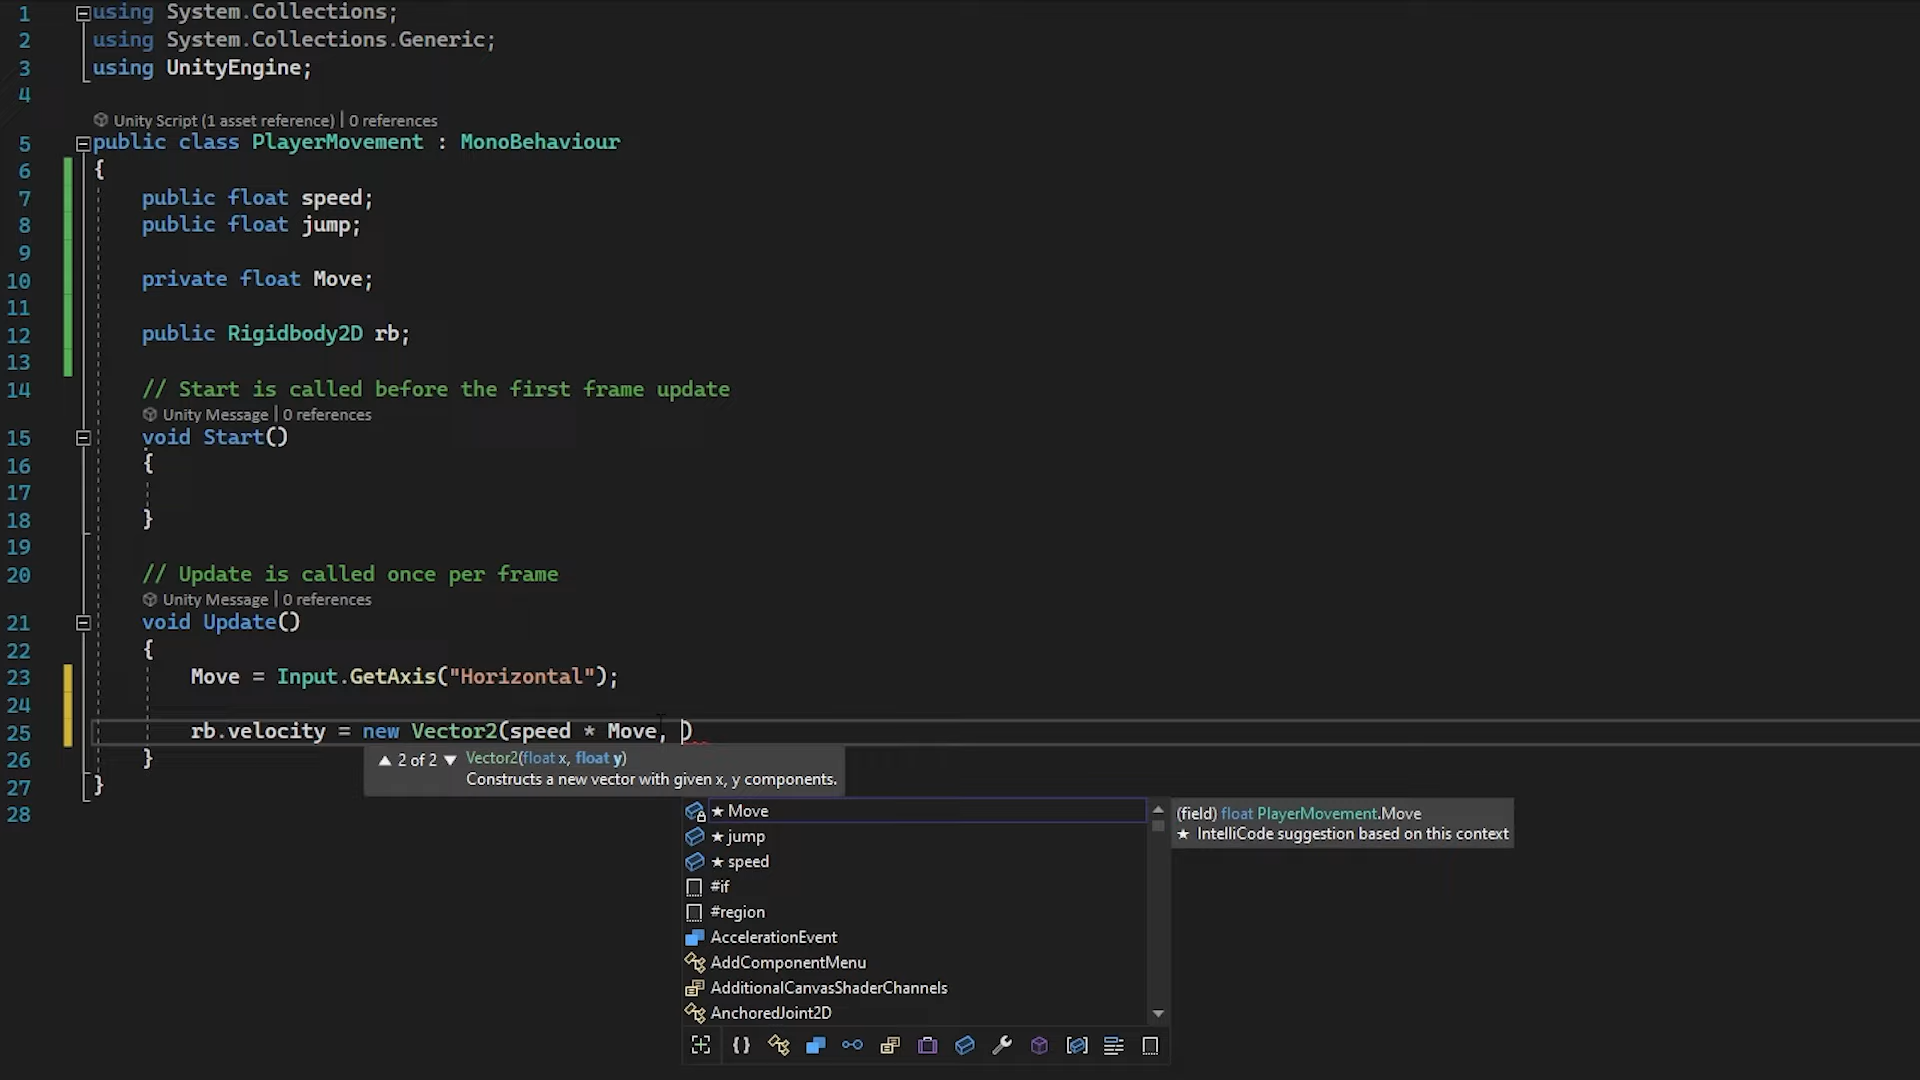 1 using System.Collections;
2 using System.Collections.Generic;
3 using UnityEngine;
4
Unity Script (1 asset reference) | 0 references
5 public class PlayerMovement : MonoBehaviour
6 {
7 public float speed;
8 public float jump;
9
10 private float Move;
11
12 public Rigidbody2D rb;
13
14 // Start is called before the first frame update
Unity Message | 0 references
15 void Start()
16 {
17
18 }
19
20 // Update is called once per frame
Unity Message | 0 references
21 void Update()
22 {
23 Move = Input.GetAxis("Horizontal");
24
25 rb.velocity = new Vector2(speed * Move, )
26 }
27 }
28
▲ 2 of 2 ▼ Vector2(float x, float y)
Constructs a new vector with given x, y components.
★ Move
★ jump
★ speed
#if
#region
AccelerationEvent
AddComponentMenu
AdditionalCanvasShaderChannels
AnchoredJoint2D
(field) float PlayerMovement.Move
★ IntelliCode suggestion based on this context